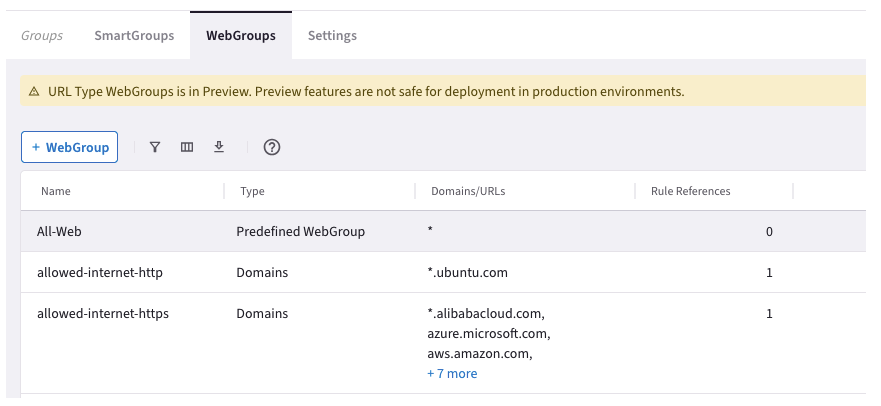 Groups SmartGroups WebGroups Settings
URL Type WebGroups is in Preview. Preview features are not safe for deployment in production environments.
+ WebGroup
Name Type Domains/URLs Rule References
All-Web Predefined WebGroup * 0
allowed-internet-http Domains *.ubuntu.com 1
allowed-internet-https Domains *.alibabacloud.com, 1
azure.microsoft.com,
aws.amazon.com,
+ 7 more